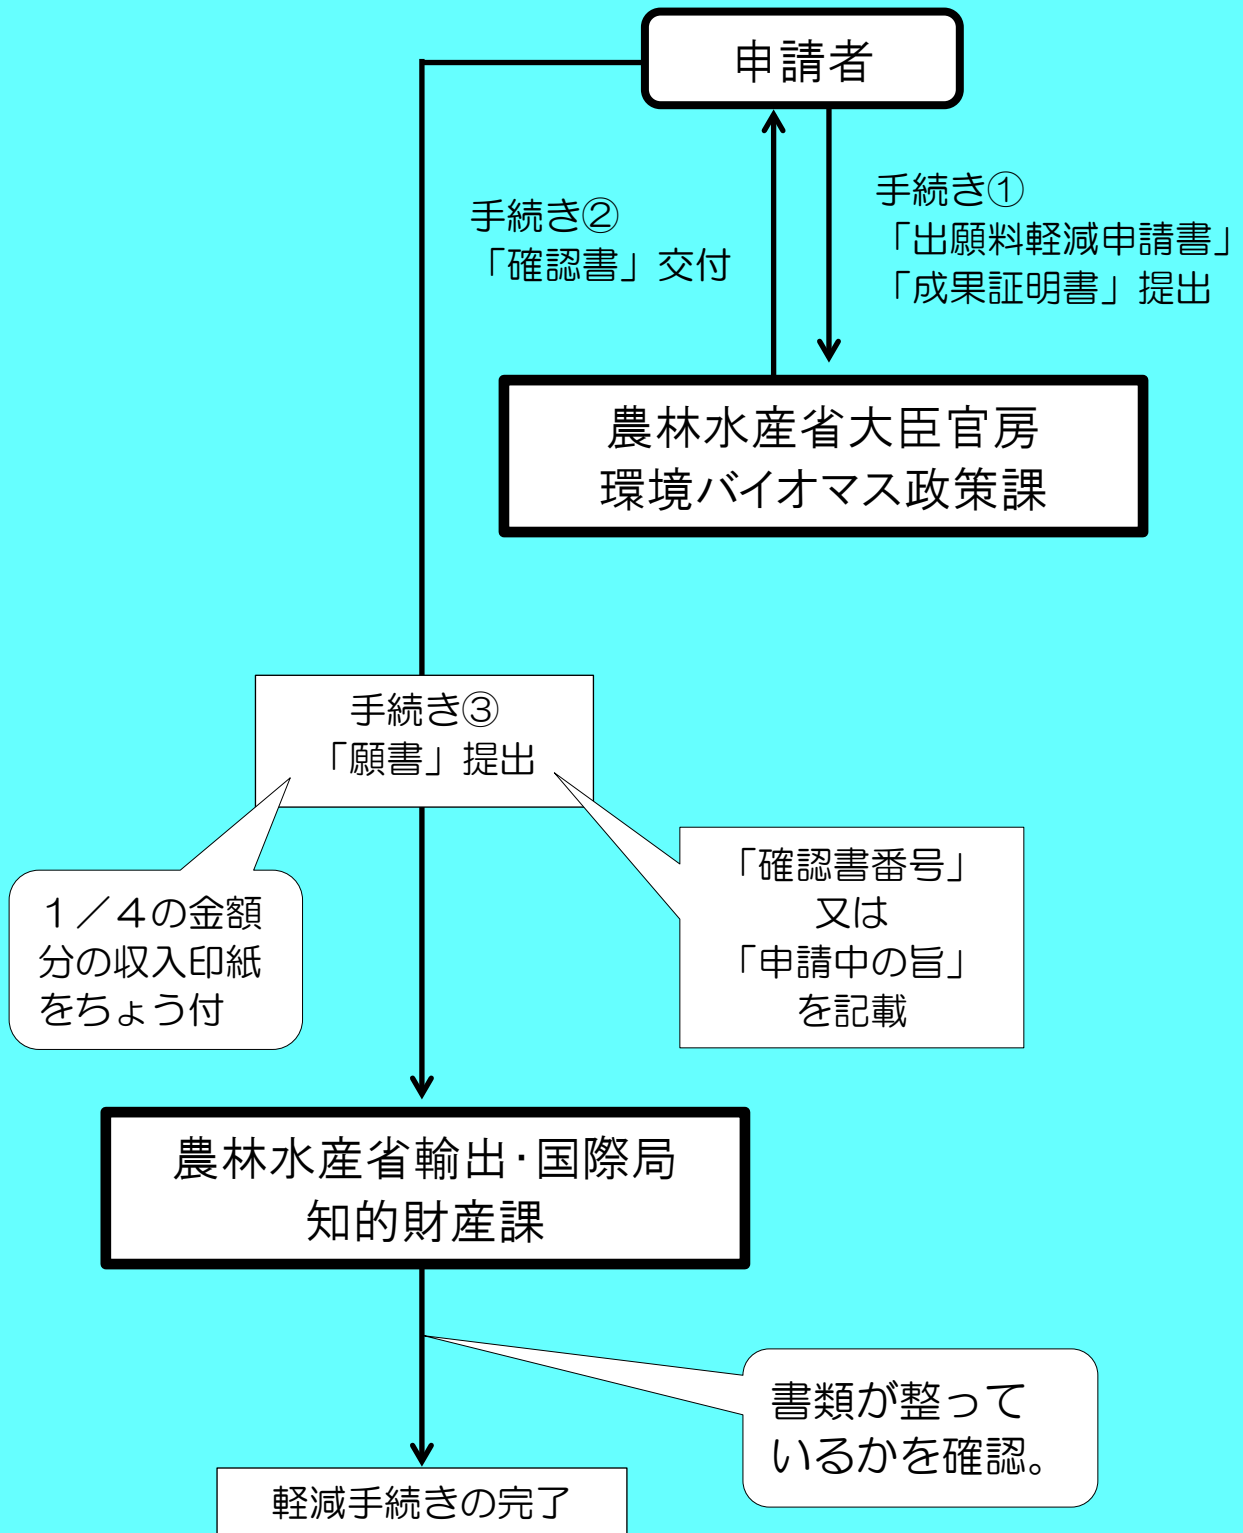 申請者
手続き①
「出願料軽減申請書」
「成果証明書」提出
手続き②
「確認書」交付
農林水産省大臣官房
環境バイオマス政策課
手続き③
「願書」提出
１／４の金額
分の収入印紙
をちょう付
「確認書番号」
又は
「申請中の旨」
を記載
農林水産省輸出・国際局
知的財産課
書類が整って
いるかを確認。
軽減手続きの完了